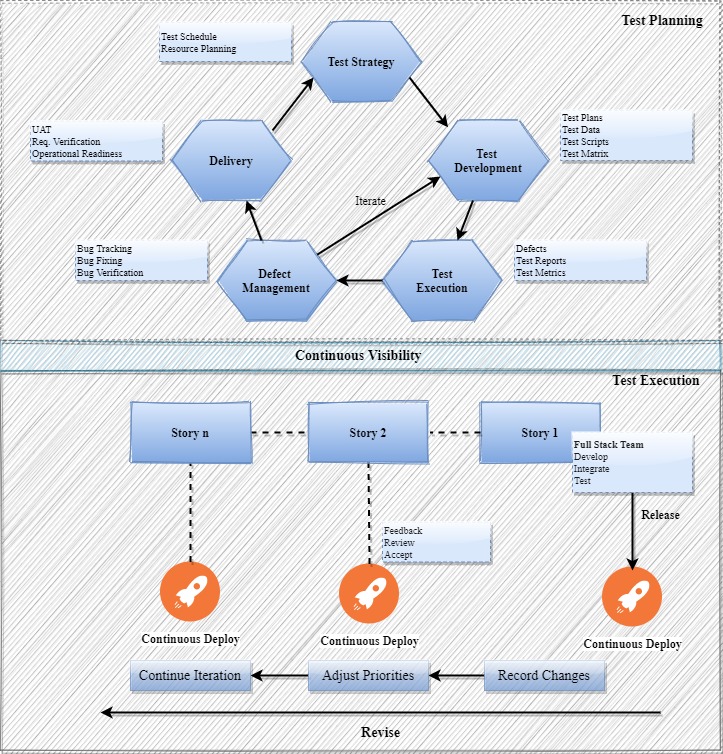 Test Planning
Test Schedule
Resource Planning
Test Strategy
UAT
Req. Verification
Operational Readiness
Delivery
Test
Development
Test Plans
Test Data
Test Scripts
Test Matrix
Iterate
Bug Tracking
Bug Fixing
Bug Verification
Defect
Management
Test
Execution
Defects
Test Reports
Test Metrics
Continuous Visibility
Test Execution
Story n
Story 2
Story 1
Full Stack Team
Develop
Integrate
Test
Release
Feedback
Review
Accept
Continuous Deploy
Continuous Deploy
Continuous Deploy
Continue Iteration
Adjust Priorities
Record Changes
Revise